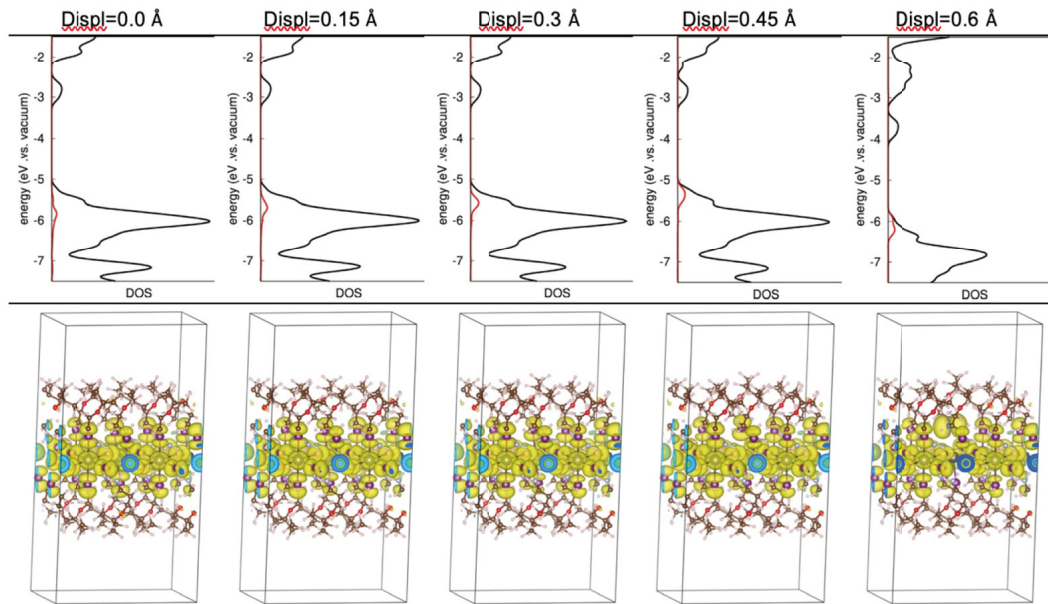 Displ=0.0 Å
Displ=0.15 Å
Displ=0.3 Å
Displ=0.45 Å
Displ=0.6 Å
energy (eV .vs. vacuum)
-2
-3
-4
-5
-6
-7
DOS
energy (eV .vs. vacuum)
-2
-3
-4
-5
-6
-7
DOS
energy (eV .vs. vacuum)
-2
-3
-4
-5
-6
-7
DOS
energy (eV .vs. vacuum)
-2
-3
-4
-5
-6
-7
DOS
energy (eV .vs. vacuum)
-2
-3
-4
-5
-6
-7
DOS